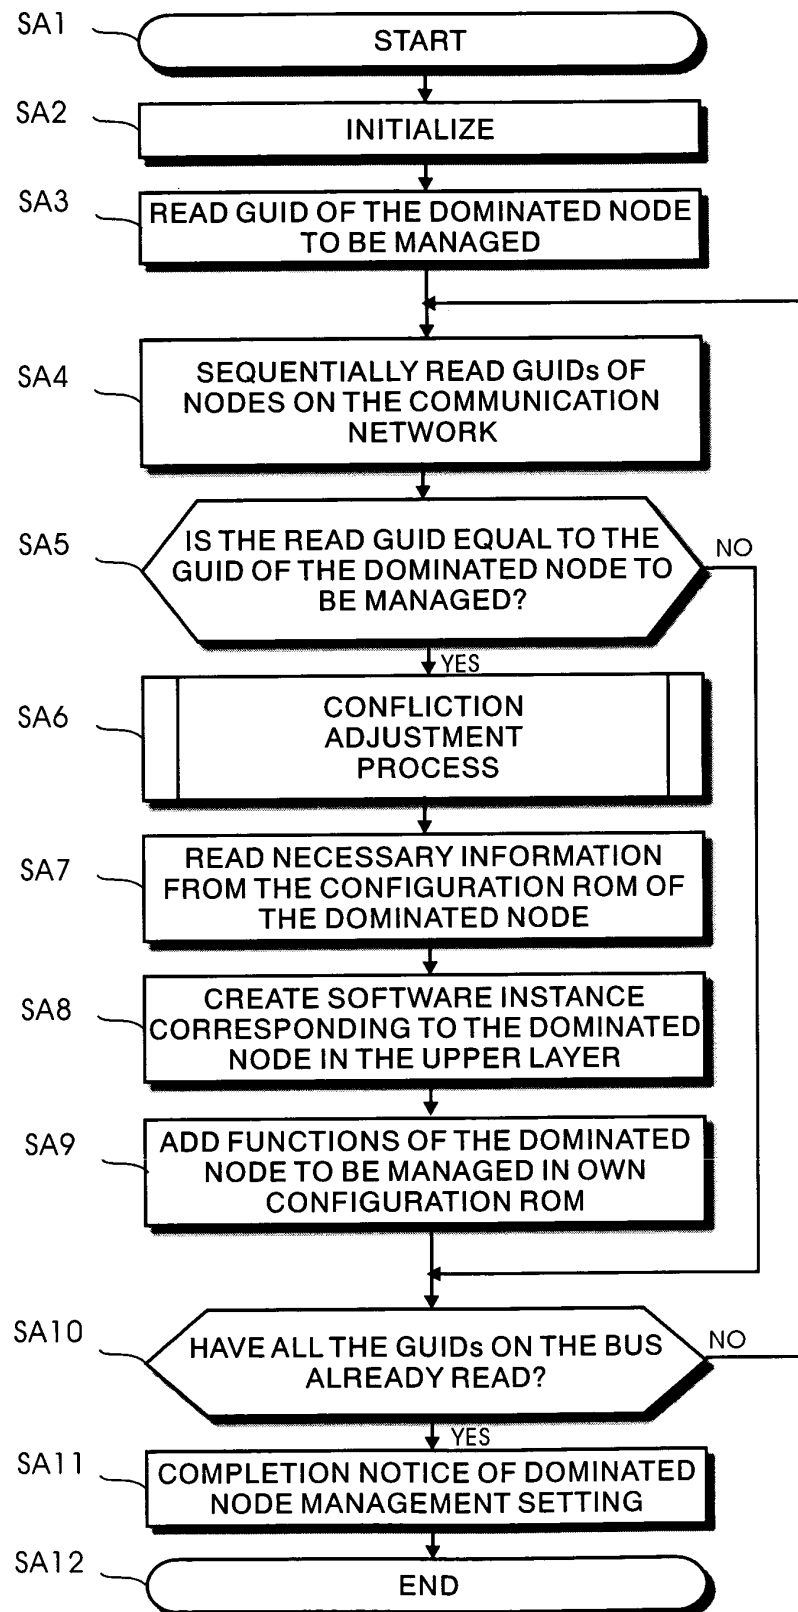 SA1
START
SA2
INITIALIZE
SA3
READ GUID OF THE DOMINATED NODE
TO BE MANAGED
SA4
SEQUENTIALLY READ GUIDs OF
NODES ON THE COMMUNICATION
NETWORK
SA5
IS THE READ GUID EQUAL TO THE
GUID OF THE DOMINATED NODE TO
BE MANAGED?
NO
YES
SA6
CONFLICTION
ADJUSTMENT
PROCESS
SA7
READ NECESSARY INFORMATION
FROM THE CONFIGURATION ROM OF
THE DOMINATED NODE
SA8
CREATE SOFTWARE INSTANCE
CORRESPONDING TO THE DOMINATED
NODE IN THE UPPER LAYER
SA9
ADD FUNCTIONS OF THE DOMINATED
NODE TO BE MANAGED IN OWN
CONFIGURATION ROM
SA10
HAVE ALL THE GUIDs ON THE BUS
ALREADY READ?
NO
YES
SA11
COMPLETION NOTICE OF DOMINATED
NODE MANAGEMENT SETTING
SA12
END